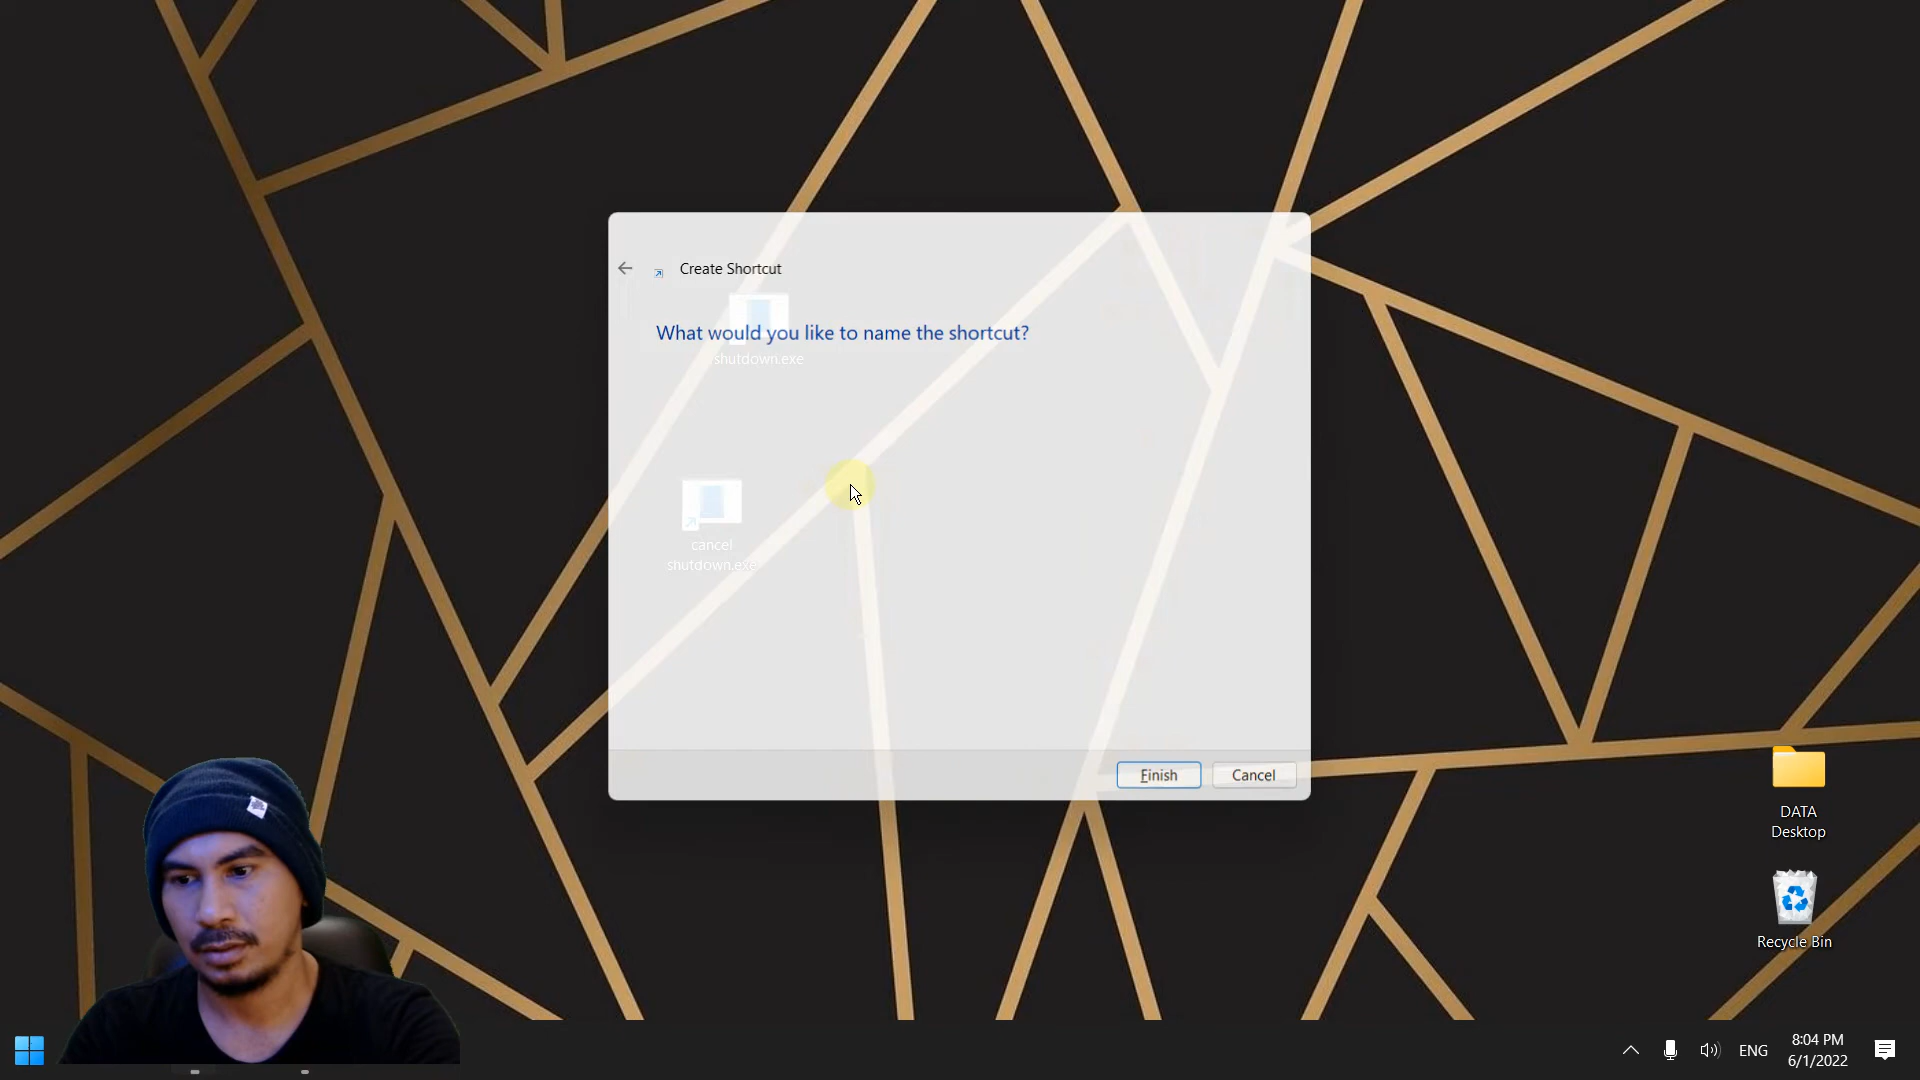 Create Shortcut
What would you like to name the shortcut?
shutdown.exe
cancel
shutdown.exe
Finish
Cancel
DATA
Desktop
Recycle Bin
ENG
8:04 PM
6/1/2022